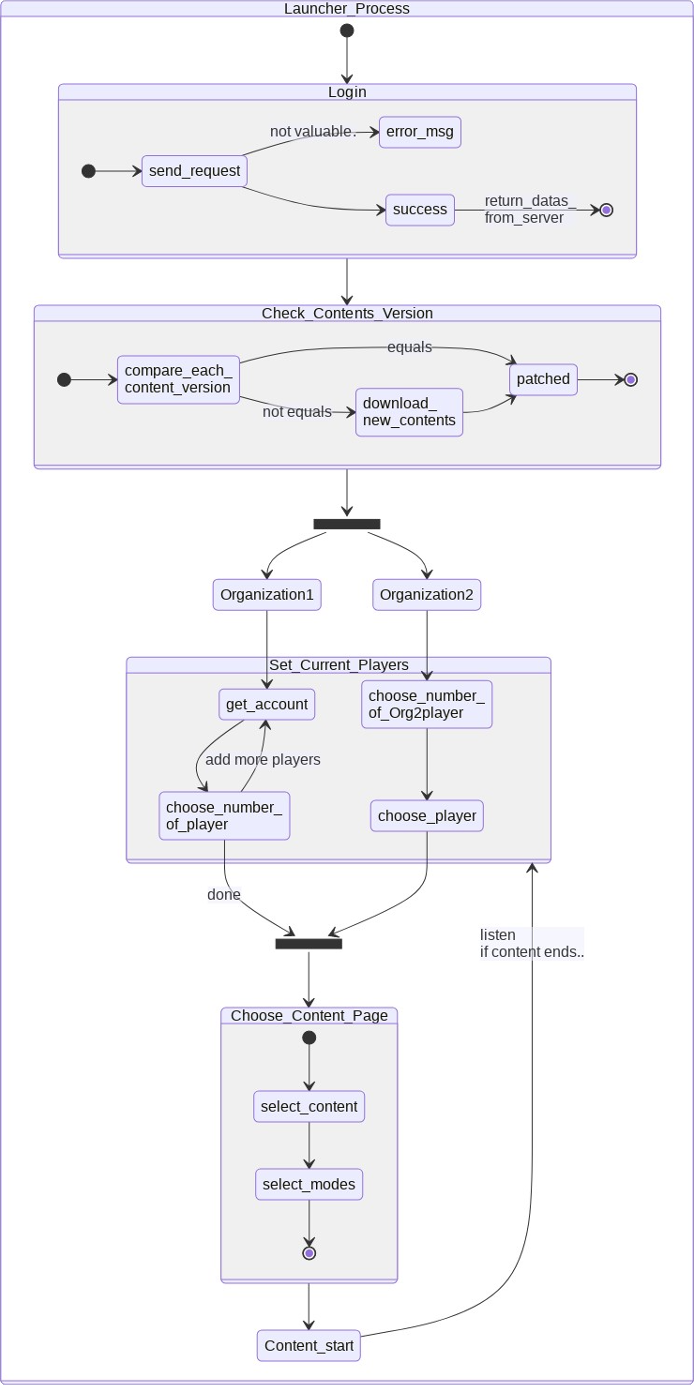 Launcher_Process
Login
not valuable.
error_msg
send_request
success
return_datas_
from_server
Check_Contents_Version
equals
compare_each_
content_version
patched
not equals
download_
new_contents
Organization1
Organization2
Set_Current_Players
get_account
choose_number_
of_Org2player
add more players
choose_number_
of_player
choose_player
done
listen
if content ends..
Choose_Content_Page
select_content
select_modes
Content_start